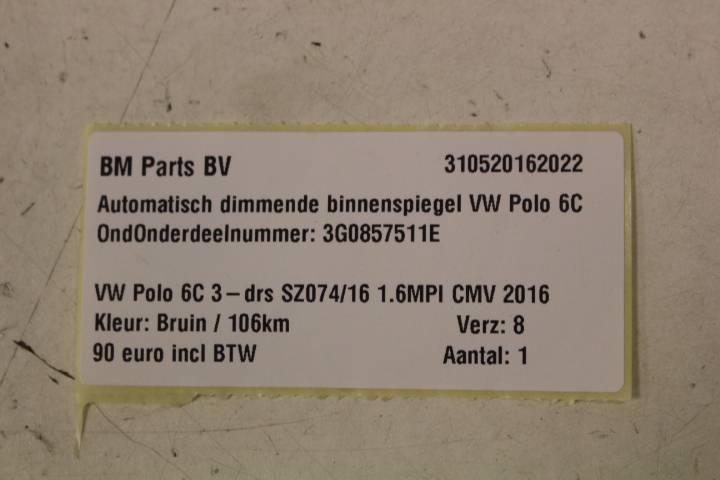 BM Parts BV 310520162022
Automatisch dimmende binnenspiegel VW Polo 6C
OndOnderdeelnummer: 3G0857511E
VW Polo 6C 3-drs SZ074/16 1.6MPI CMV 2016
Kleur: Bruin / 106km Verz: 8
90 euro incl BTW Aantal: 1